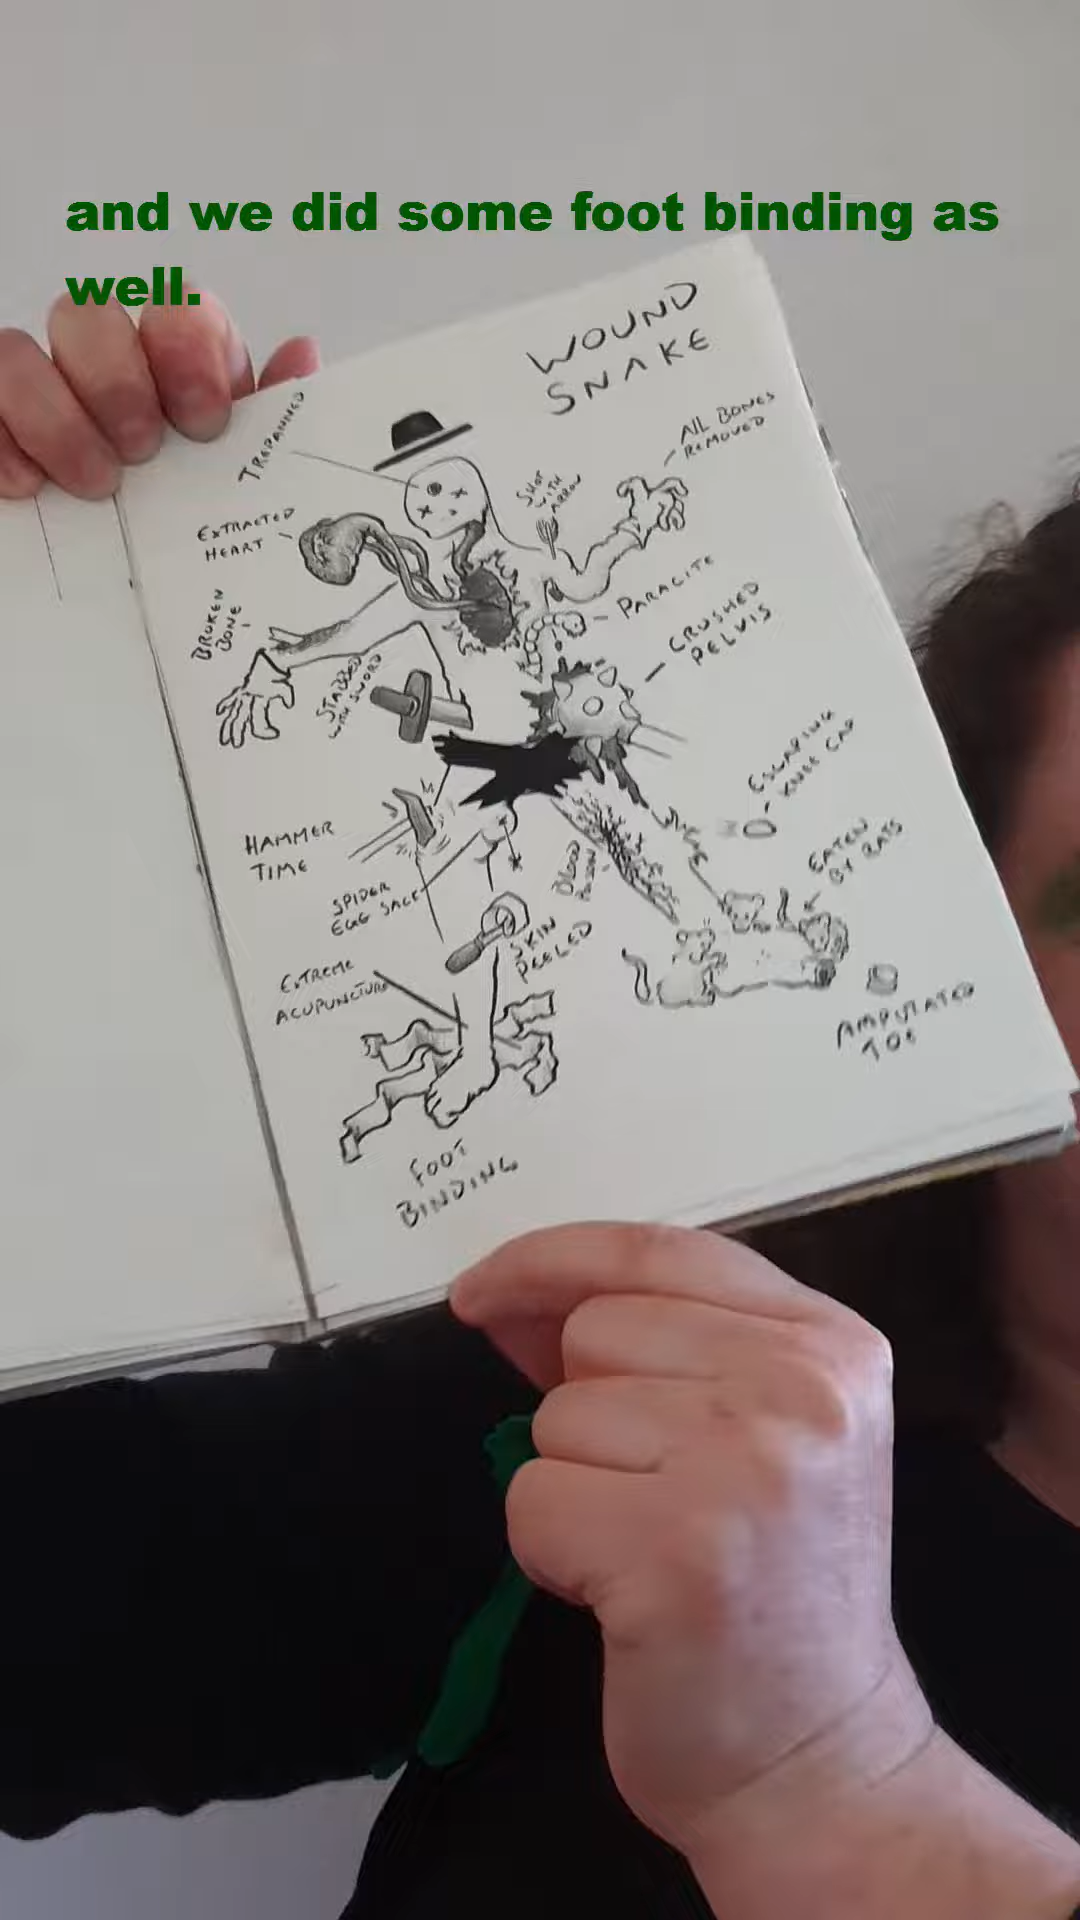 and we did some foot binding as
well.
WOUND
SNAKE
TREPANNED
ALL BONES
REMOVED
SHOT
WITH
ARROW
EXTRACTED
HEART
BROKEN
BONE
PARACITE
CRUSHED
PELVIS
STABBED
WITH SWORD
ESCAPING
KNEE CAP
HAMMER
TIME
EATEN
BY RATS
BLOOD
POISON
SPIDER
EGG SACK
SKIN
PEELED
EXTREME
ACUPUNCTURE
AMPUTATED
TOE
FOOT
BINDING